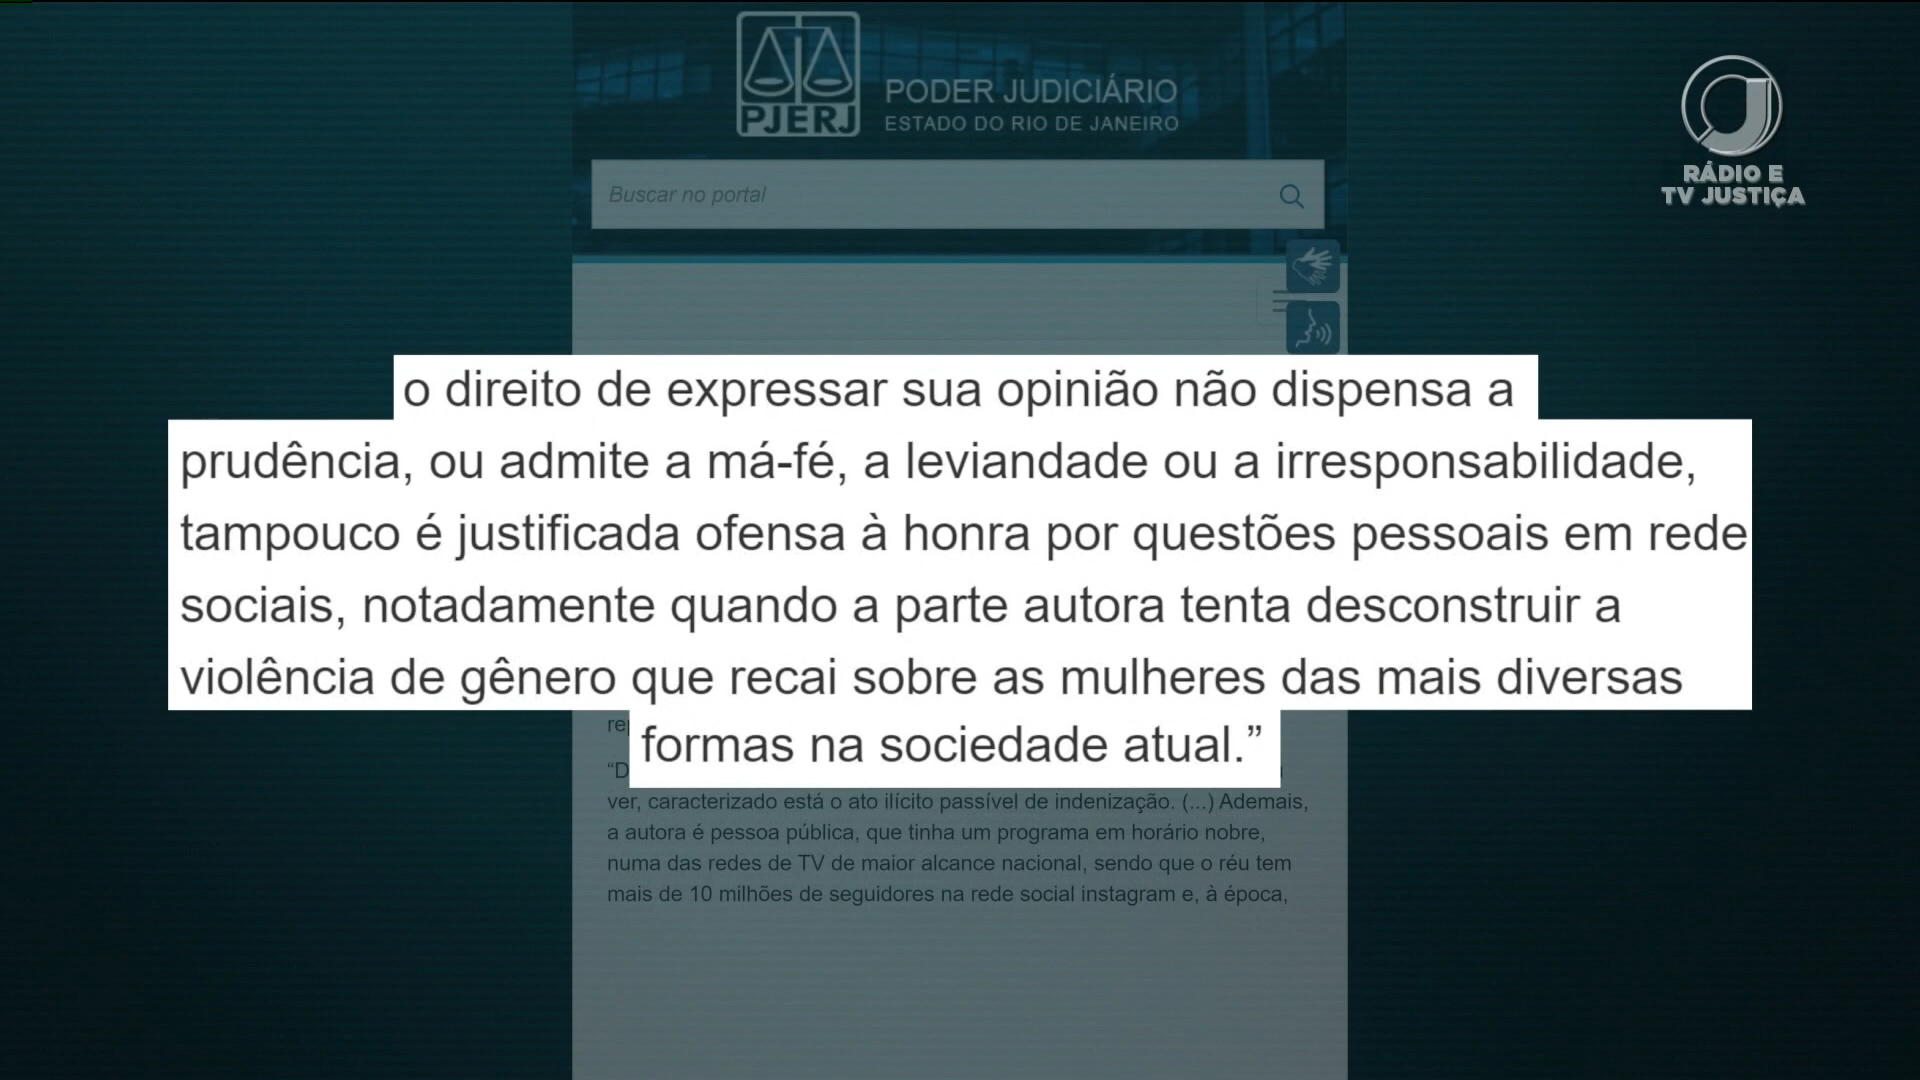 PJERJ
PODER JUDICIÁRIO
ESTADO DO RIO DE JANEIRO
RÁDIO E
TV JUSTIÇA
Buscar no portal
o direito de expressar sua opinião não dispensa a
prudência, ou admite a má-fé, a leviandade ou a irresponsabilidade,
tampouco é justificada ofensa à honra por questões pessoais em rede
sociais, notadamente quando a parte autora tenta desconstruir a
violência de gênero que recai sobre as mulheres das mais diversas
formas na sociedade atual.”
ver, caracterizado está o ato ilícito passível de indenização. (...) Ademais,
a autora é pessoa pública, que tinha um programa em horário nobre,
numa das redes de TV de maior alcance nacional, sendo que o réu tem
mais de 10 milhões de seguidores na rede social instagram e, à época,